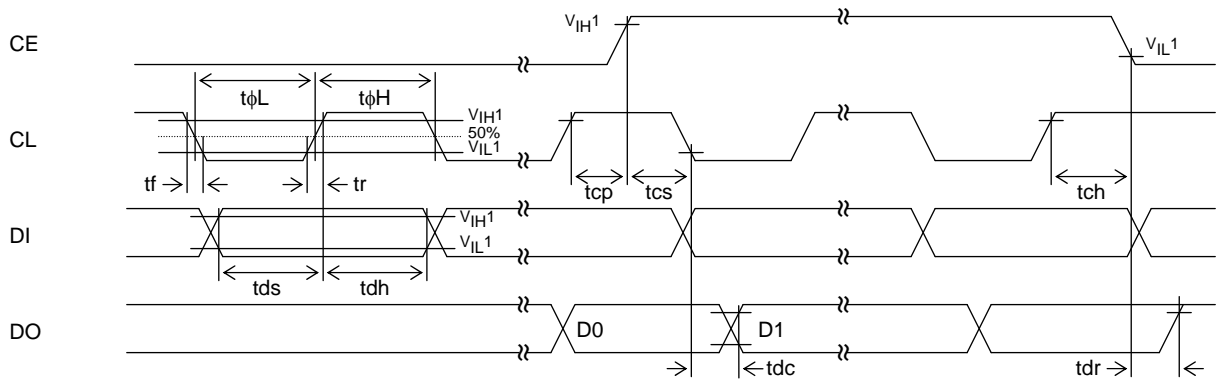 CE
VIH1
VIL1
tφL
tφH
CL
VIH1
50%
VIL1
tf
tr
tcp
tcs
tch
DI
VIH1
VIL1
tds
tdh
DO
D0
D1
tdc
tdr